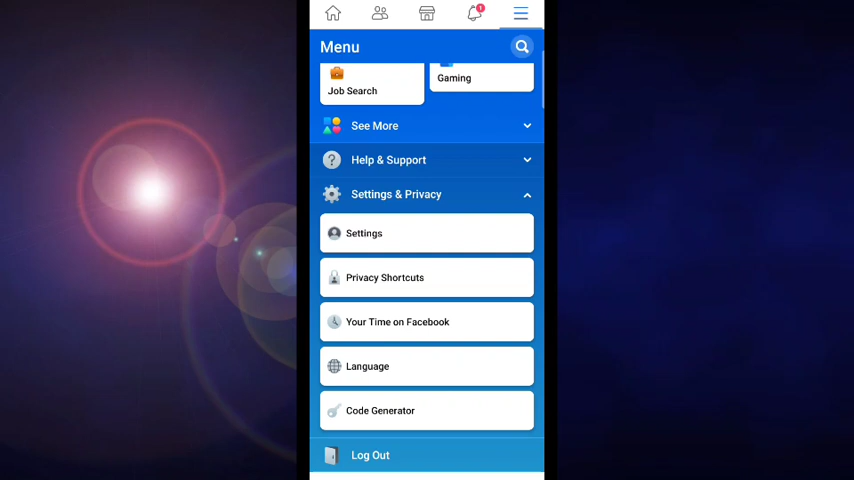 1
Menu
Job Search
Gaming
See More
Help & Support
Settings & Privacy
Settings
Privacy Shortcuts
Your Time on Facebook
Language
Code Generator
Log Out